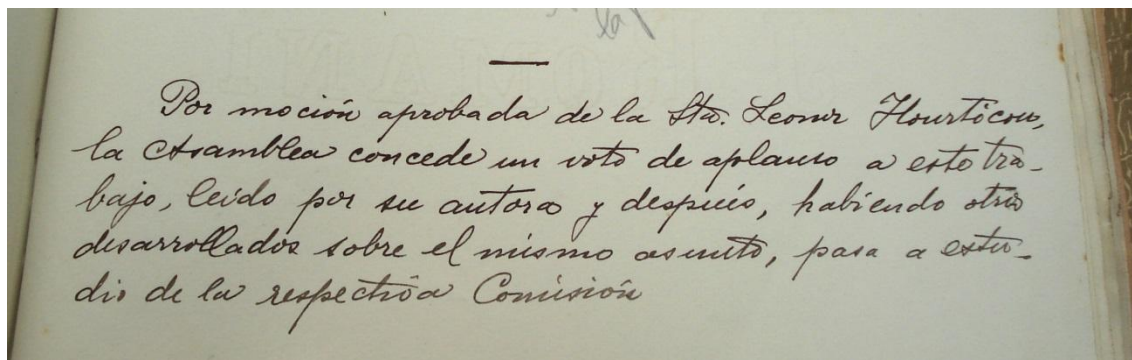 la
Por moción aprobada de la Sta. Leonor Hourticou,
la Asamblea concede un voto de aplauso a este tra-
bajo, leído por su autora y después, habiendo otros
desarrollados sobre el mismo asunto, pasa a estu-
dio de la respectiva Comisión